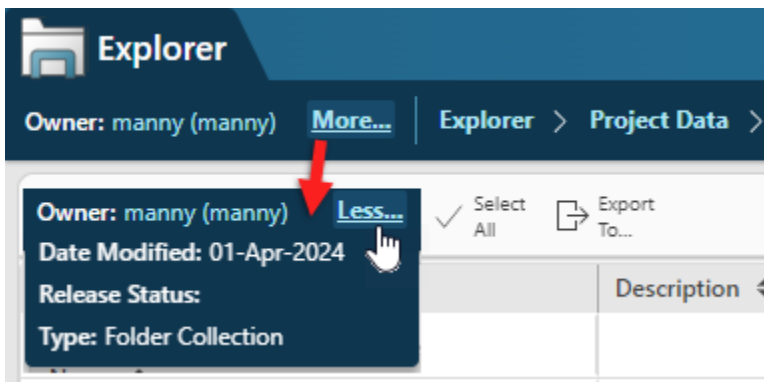 Explorer
Owner: manny (manny) More... Explorer > Project Data >
Owner: manny (manny) Less...
Select
All
Export
To...
Date Modified: 01-Apr-2024
Release Status:
Description
Type: Folder Collection